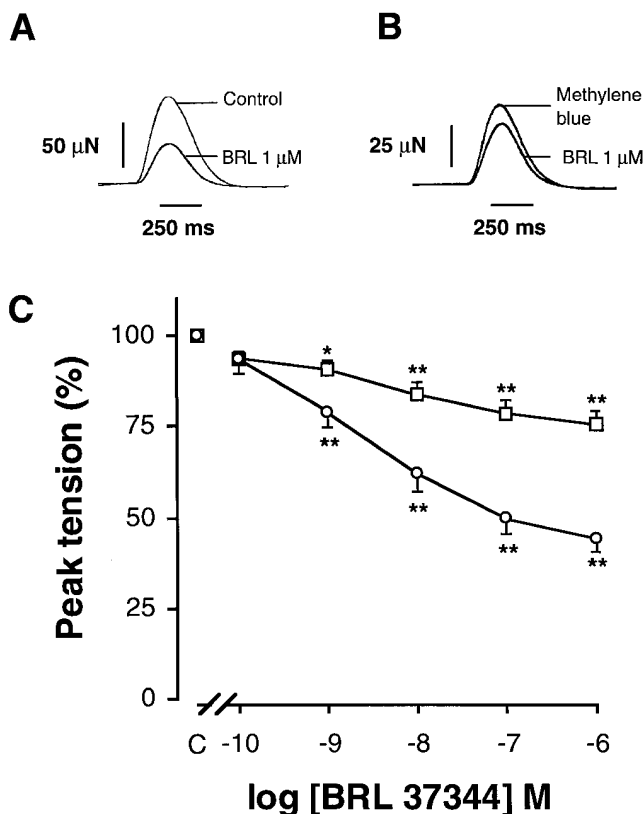 A
Control
50 μN
BRL 1 μM
250 ms
B
Methylene
blue
25 μN
BRL 1 μM
250 ms
C
Peak tension (%)
100
75
50
25
0
*
**
**
**
**
**
**
**
C -10 -9 -8 -7 -6
log [BRL 37344] M